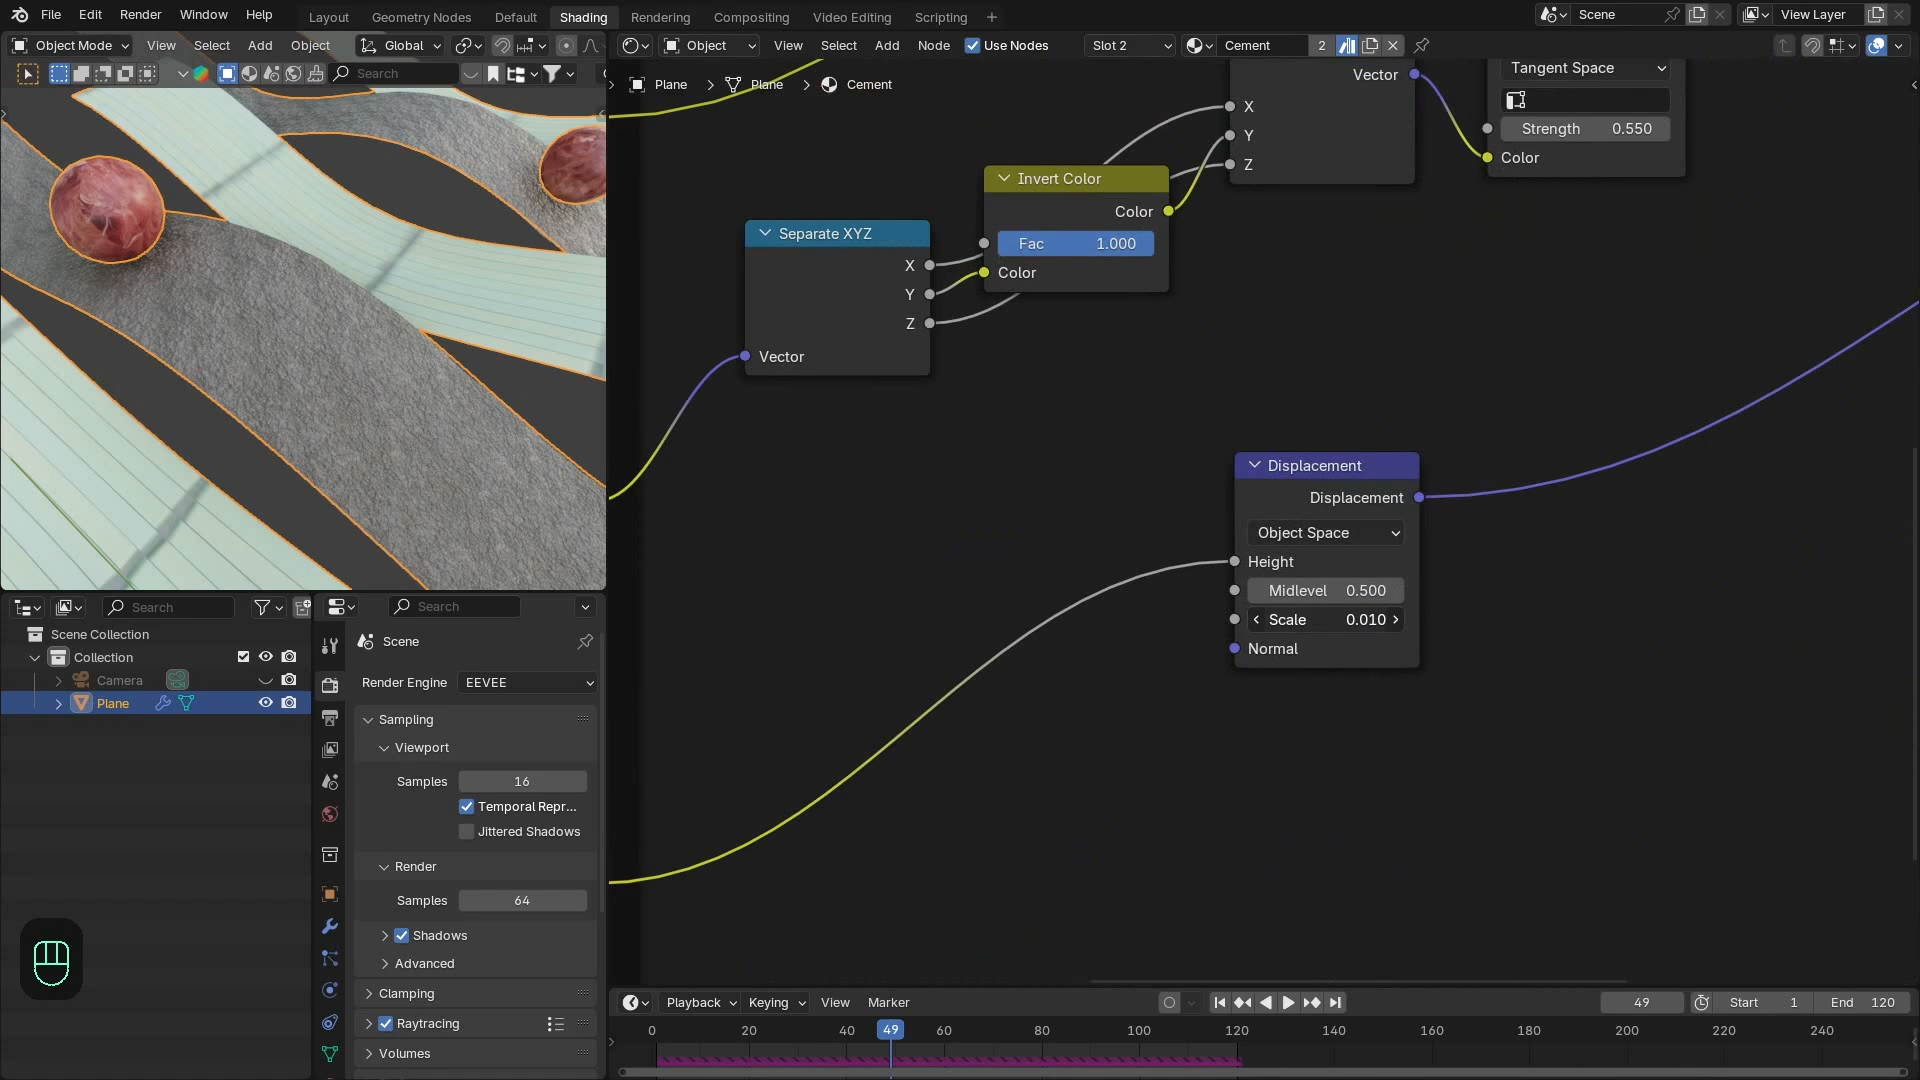 File Edit Render Window Help Layout Geometry Nodes Default Shading Rendering Compositing Video Editing Scripting + Scene View Layer
Object Mode View Select Add Object Global
Object View Select Add Node Use Nodes Slot 2 Cement 2
Search
Plane > Plane > Cement
Vector
X
Y
Z
Tangent Space
Strength 0.550
Color
Invert Color
Color
Fac 1.000
Color
Separate XYZ
X
Y
Z
Vector
Displacement
Displacement
Object Space
Height
Midlevel 0.500
Scale 0.010
Normal
Search
Scene Collection
Collection
Camera
Plane
Search
Scene
Render Engine EEVEE
Sampling
Viewport
Samples 16
Temporal Repr...
Jittered Shadows
Render
Samples 64
Shadows
Advanced
Clamping
Raytracing
Volumes
Playback Keying View Marker 49 Start 1 End 120
0 20 40 49 60 80 100 120 140 160 180 200 220 240